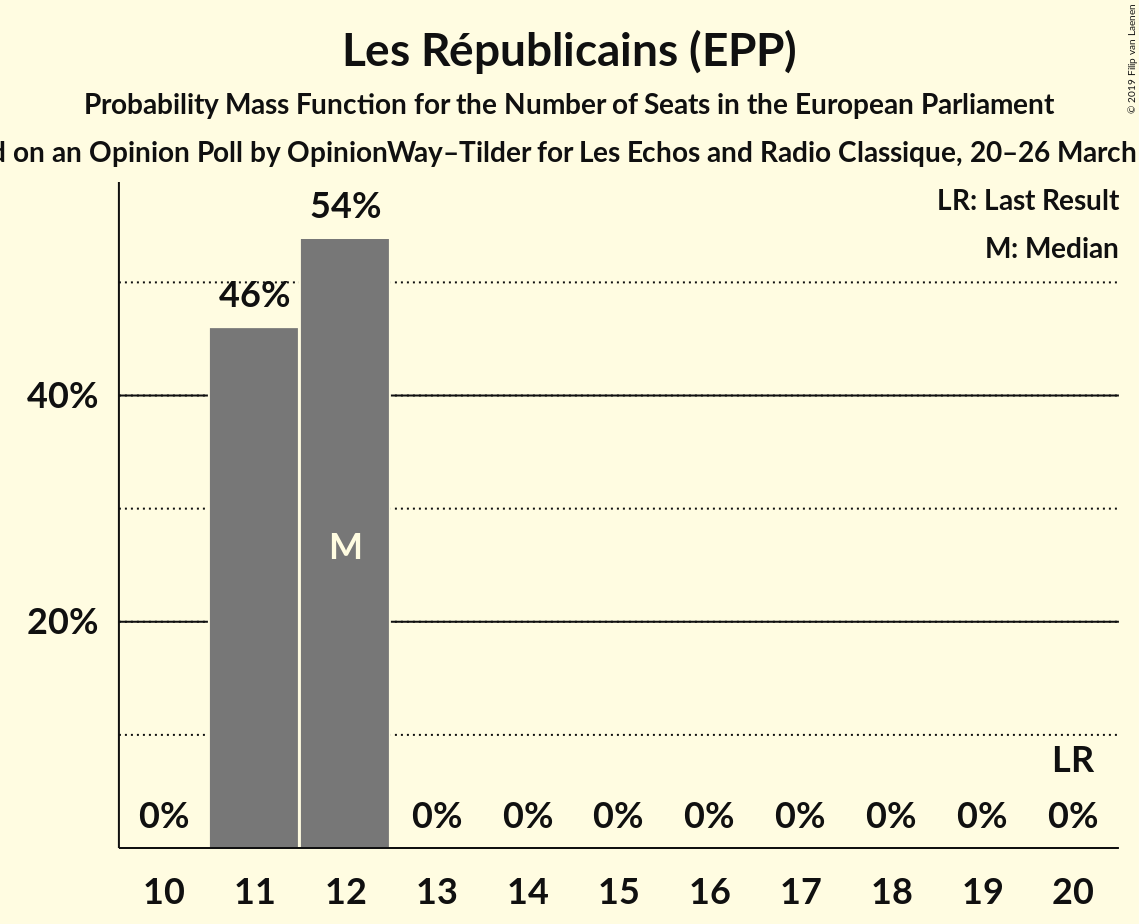 Les Républicains (EPP)
Probability Mass Function for the Number of Seats in the European Parliament
on an Opinion Poll by OpinionWay–Tilder for Les Echos and Radio Classique, 20–26 March
© 2019 Filip van Laenen
LR: Last Result
M: Median
54%
46%
40%
M
20%
LR
0% 0% 0% 0% 0% 0% 0% 0% 0%
10 11 12 13 14 15 16 17 18 19 20